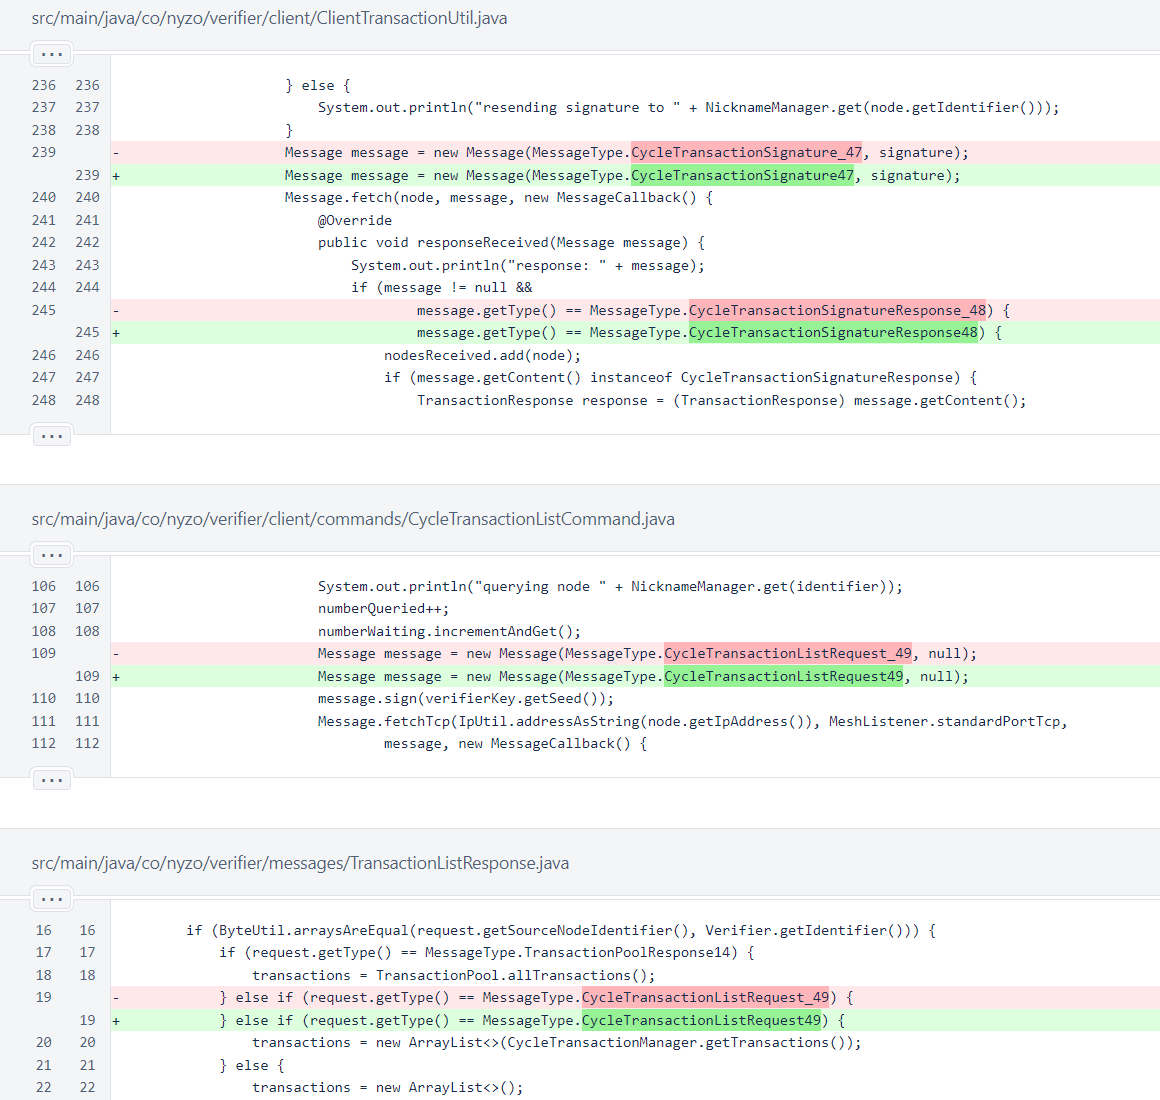 src/main/java/co/nyzo/verifier/client/ClientTransactionUtil.java
...
236 236 } else {
237 237 System.out.println("resending signature to " + NicknameManager.get(node.getIdentifier()));
238 238 }
239 - Message message = new Message(MessageType.CycleTransactionSignature_47, signature);
239 + Message message = new Message(MessageType.CycleTransactionSignature47, signature);
240 240 Message.fetch(node, message, new MessageCallback() {
241 241 @Override
242 242 public void responseReceived(Message message) {
243 243 System.out.println("response: " + message);
244 244 if (message != null &&
245 - message.getType() == MessageType.CycleTransactionSignatureResponse_48) {
245 + message.getType() == MessageType.CycleTransactionSignatureResponse48) {
246 246 nodesReceived.add(node);
247 247 if (message.getContent() instanceof CycleTransactionSignatureResponse) {
248 248 TransactionResponse response = (TransactionResponse) message.getContent();
...
src/main/java/co/nyzo/verifier/client/commands/CycleTransactionListCommand.java
...
106 106 System.out.println("querying node " + NicknameManager.get(identifier));
107 107 numberQueried++;
108 108 numberWaiting.incrementAndGet();
109 - Message message = new Message(MessageType.CycleTransactionListRequest_49, null);
109 + Message message = new Message(MessageType.CycleTransactionListRequest49, null);
110 110 message.sign(verifierKey.getSeed());
111 111 Message.fetchTcp(IpUtil.addressAsString(node.getIpAddress()), MeshListener.standardPortTcp,
112 112 message, new MessageCallback() {
...
src/main/java/co/nyzo/verifier/messages/TransactionListResponse.java
...
16 16 if (ByteUtil.arraysAreEqual(request.getSourceNodeIdentifier(), Verifier.getIdentifier())) {
17 17 if (request.getType() == MessageType.TransactionPoolResponse14) {
18 18 transactions = TransactionPool.allTransactions();
19 - } else if (request.getType() == MessageType.CycleTransactionListRequest_49) {
19 + } else if (request.getType() == MessageType.CycleTransactionListRequest49) {
20 20 transactions = new ArrayList<>(CycleTransactionManager.getTransactions());
21 21 } else {
22 22 transactions = new ArrayList<>();